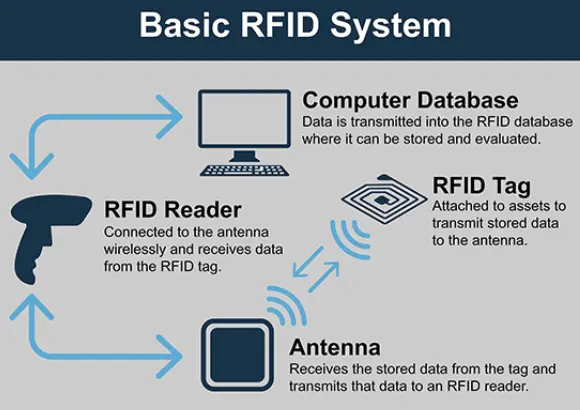 Basic RFID System
Computer Database
Data is transmitted into the RFID database
where it can be stored and evaluated.
RFID Tag
Attached to assets to
transmit stored data
to the antenna.
RFID Reader
Connected to the antenna
wirelessly and receives data
from the RFID tag.
Antenna
Receives the stored data from the tag and
transmits that data to an RFID reader.